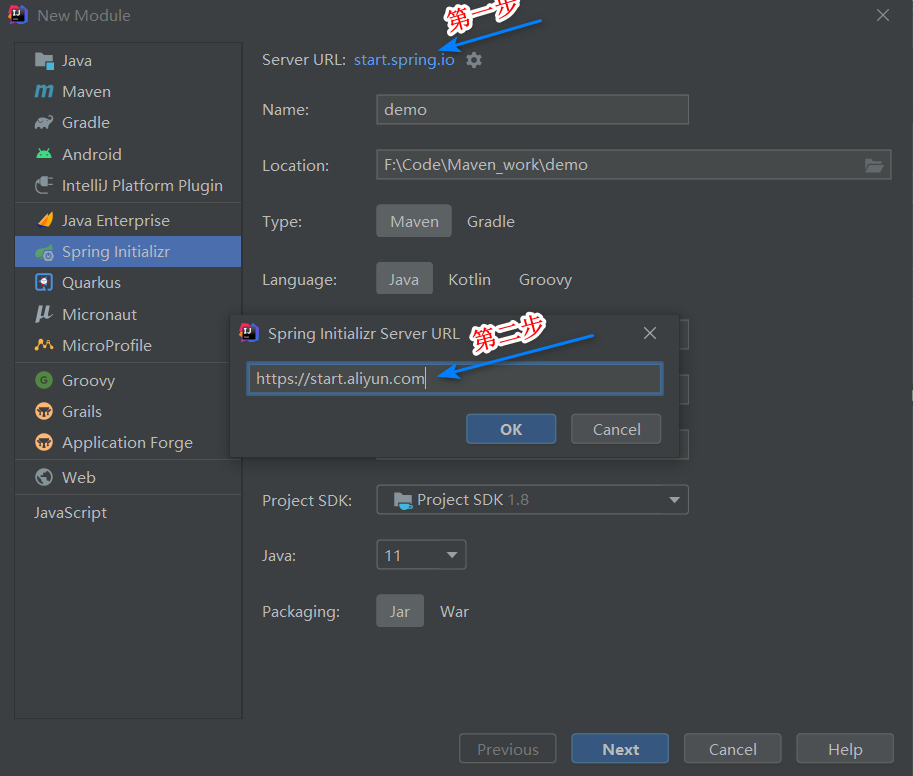 New Module
第一步
Server URL: start.spring.io
Java
Maven
Gradle
Android
IntelliJ Platform Plugin
Java Enterprise
Spring Initializr
Quarkus
Micronaut
MicroProfile
Groovy
Grails
Application Forge
Web
JavaScript
Name: demo
Location: F:\Code\Maven_work\demo
Type: Maven Gradle
Language: Java Kotlin Groovy
Spring Initializr Server URL
第二步
https://start.aliyun.com
OK Cancel
Project SDK: Project SDK 1.8
Java: 11
Packaging: Jar War
Previous Next Cancel Help